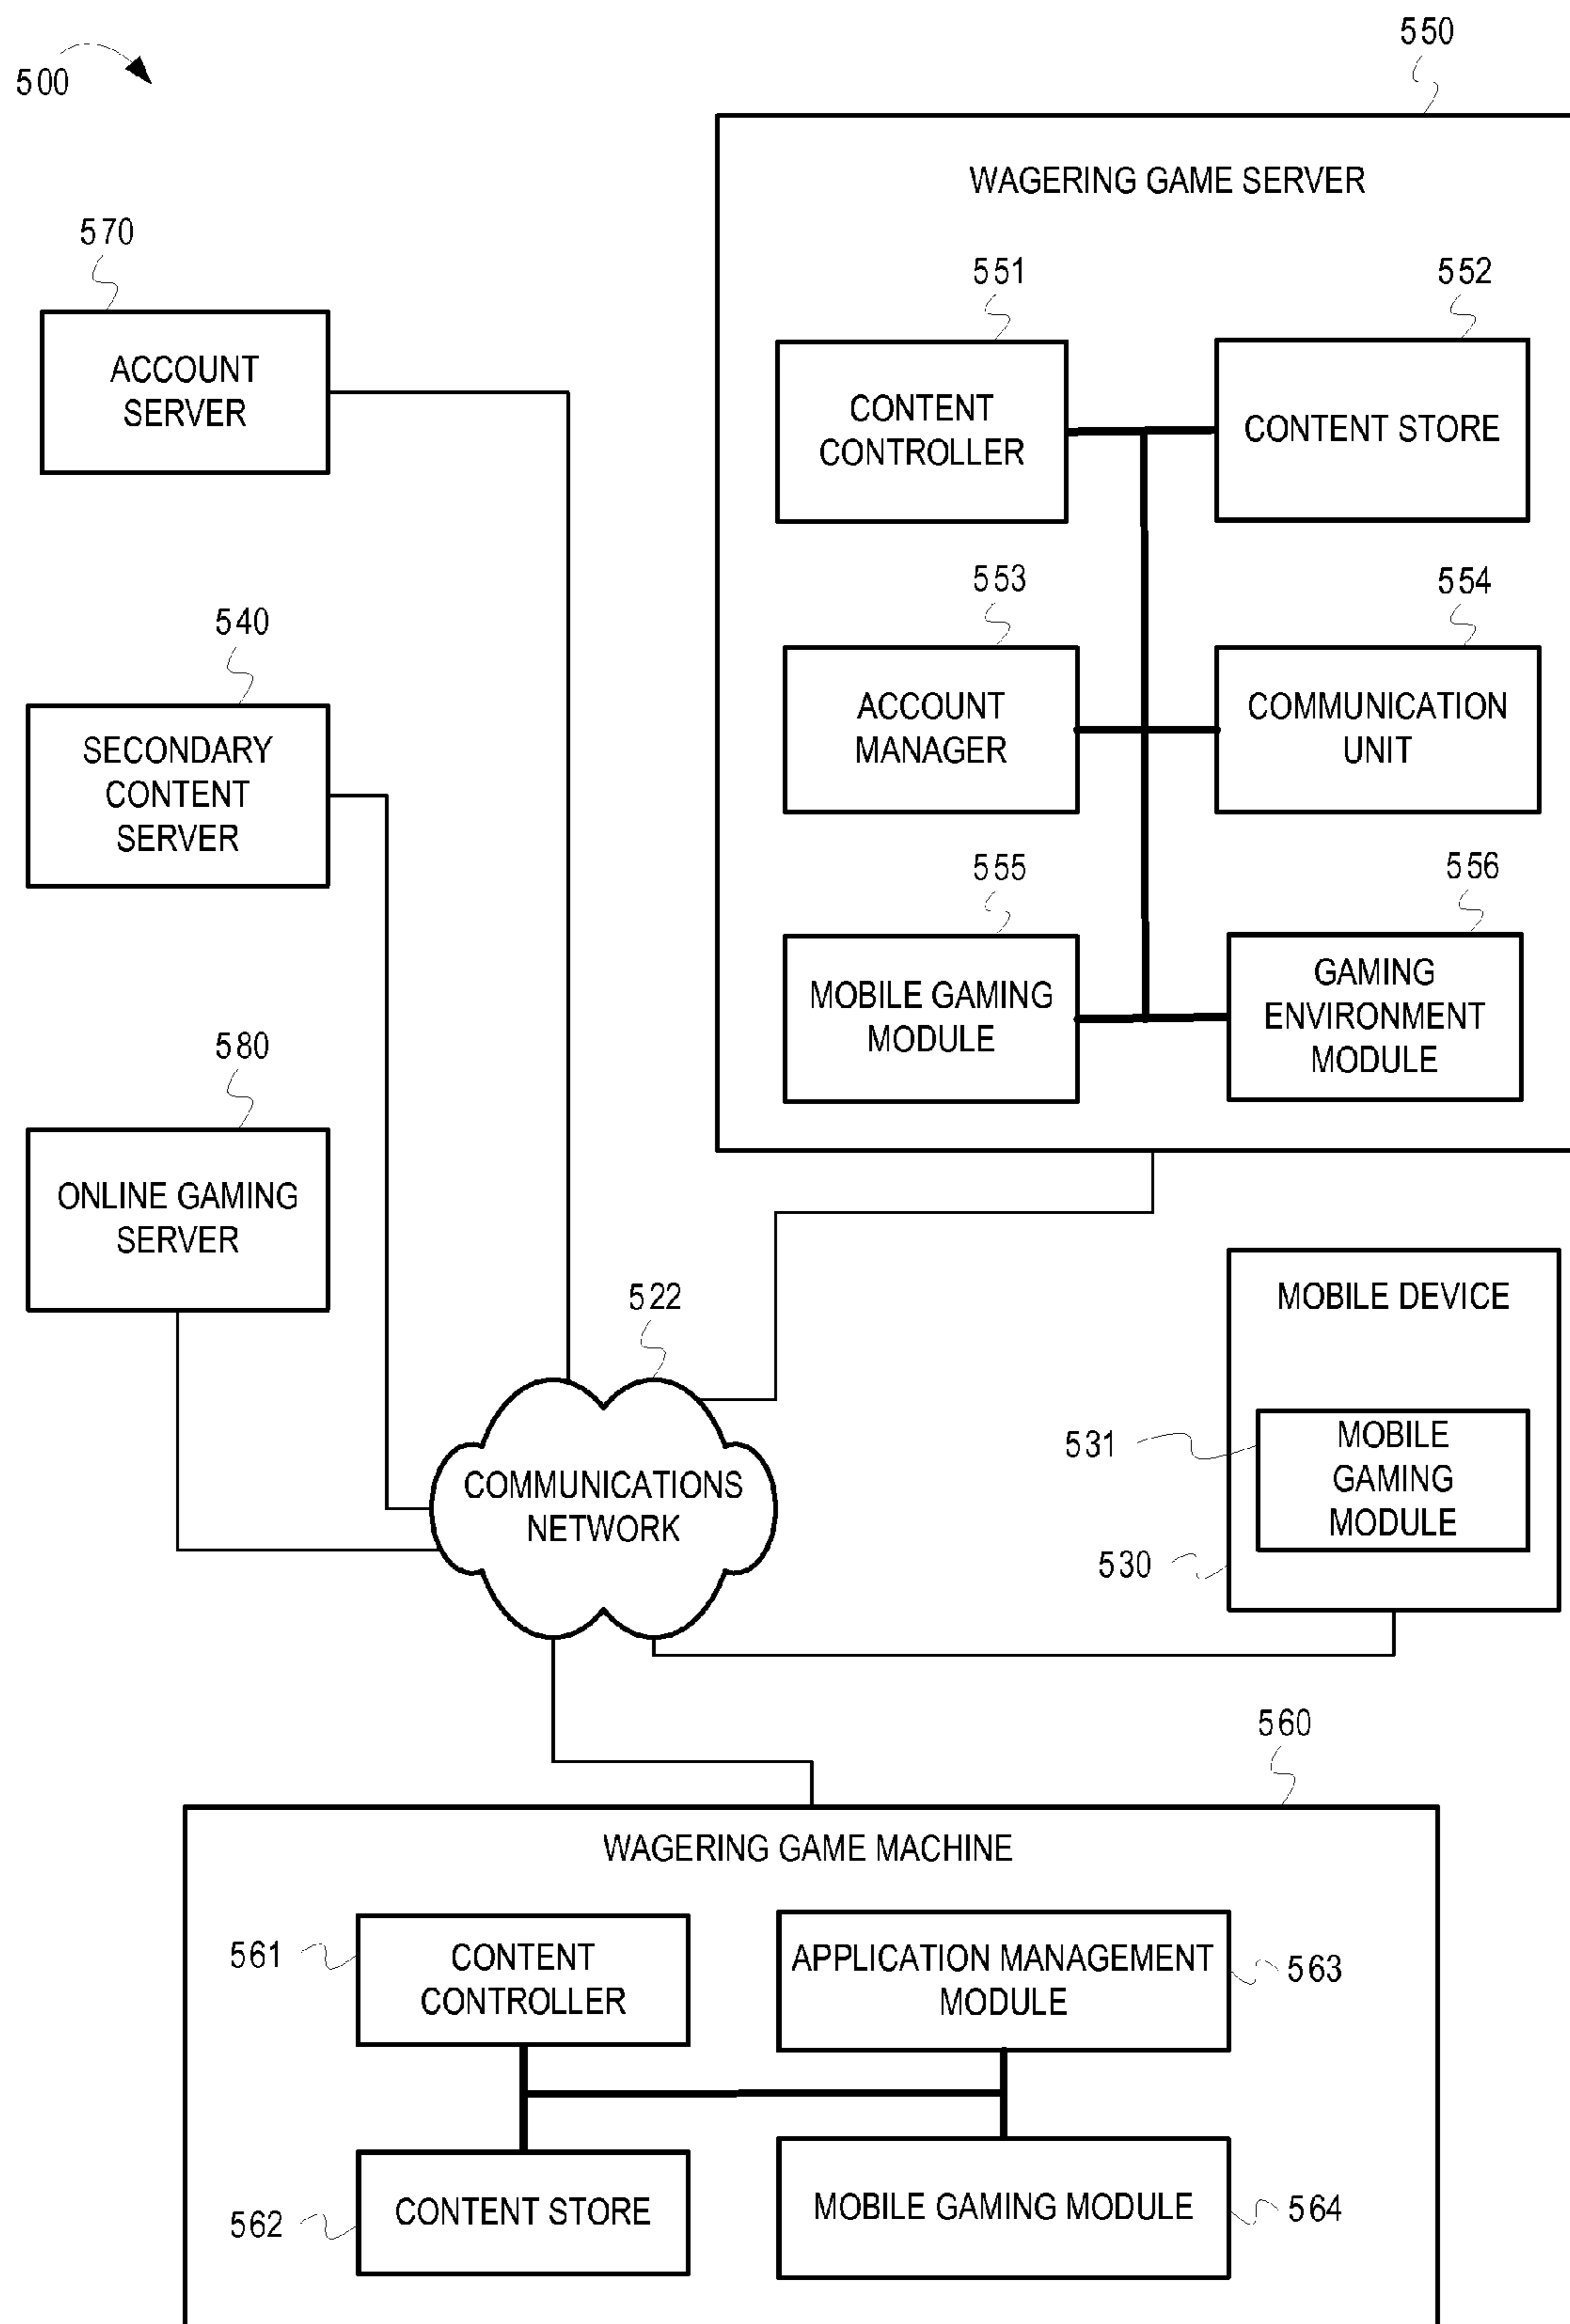 550
500
WAGERING GAME SERVER
570
551
552
ACCOUNT
SERVER
CONTENT
CONTROLLER
CONTENT STORE
553
554
540
SECONDARY
CONTENT
SERVER
ACCOUNT
MANAGER
COMMUNICATION
UNIT
555
556
MOBILE GAMING
MODULE
GAMING
ENVIRONMENT
MODULE
580
ONLINE GAMING
SERVER
522
MOBILE DEVICE
531
MOBILE
GAMING
MODULE
COMMUNICATIONS
NETWORK
530
560
WAGERING GAME MACHINE
561
CONTENT
CONTROLLER
APPLICATION MANAGEMENT
MODULE
563
562
CONTENT STORE
MOBILE GAMING MODULE
564